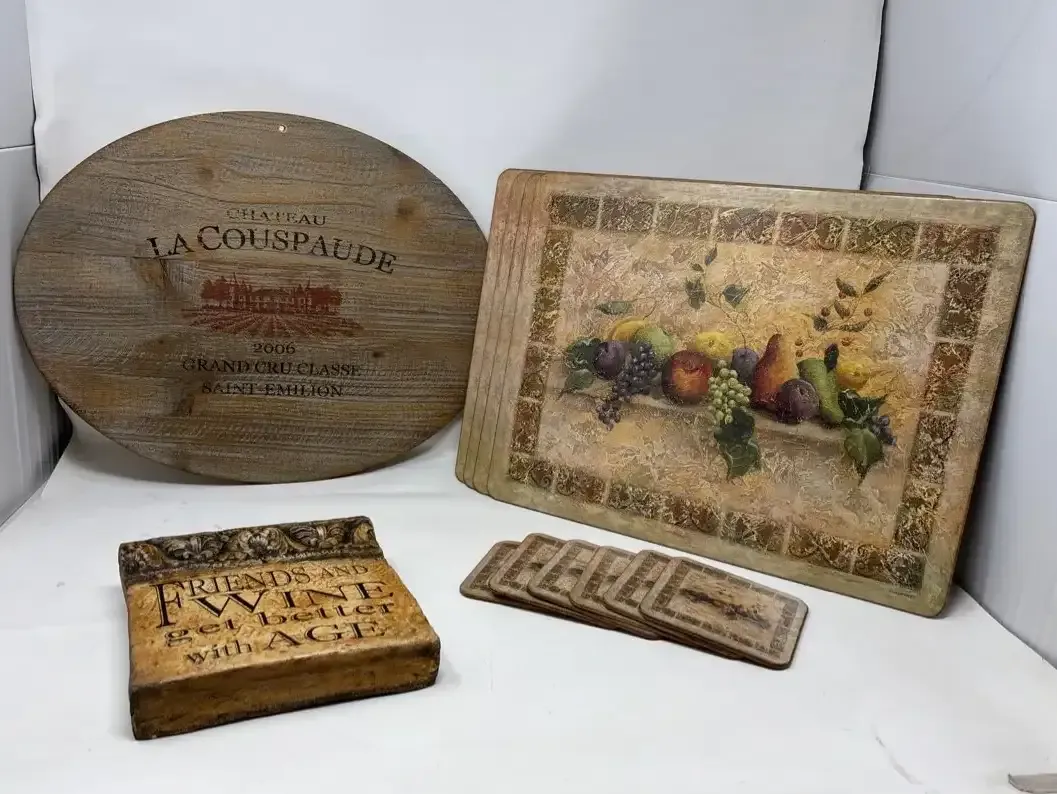 CHATEAU
LA COUSPAUDE
2006
GRAND CRU CLASSE
SAINT-EMILION
FRIENDS AND
WINE
get better
with AGE